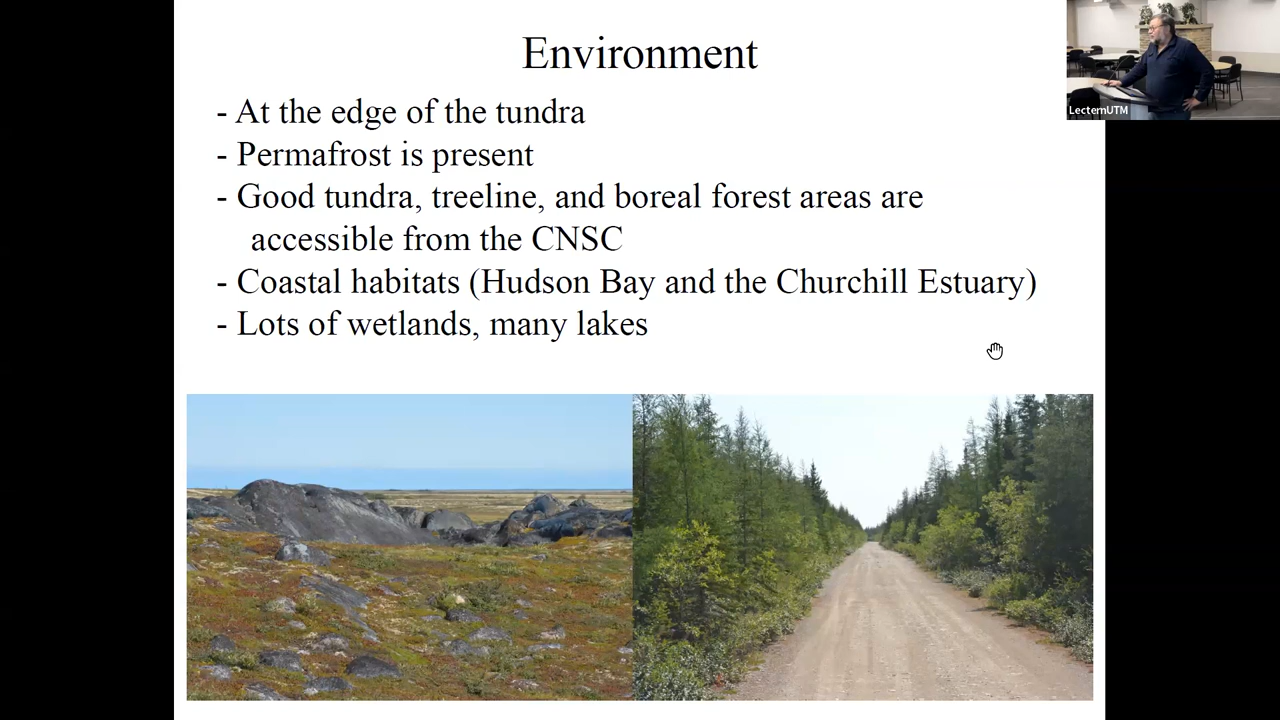 Environment
- At the edge of the tundra
- Permafrost is present
- Good tundra, treeline, and boreal forest areas are
accessible from the CNSC
- Coastal habitats (Hudson Bay and the Churchill Estuary)
- Lots of wetlands, many lakes
LecternUTM